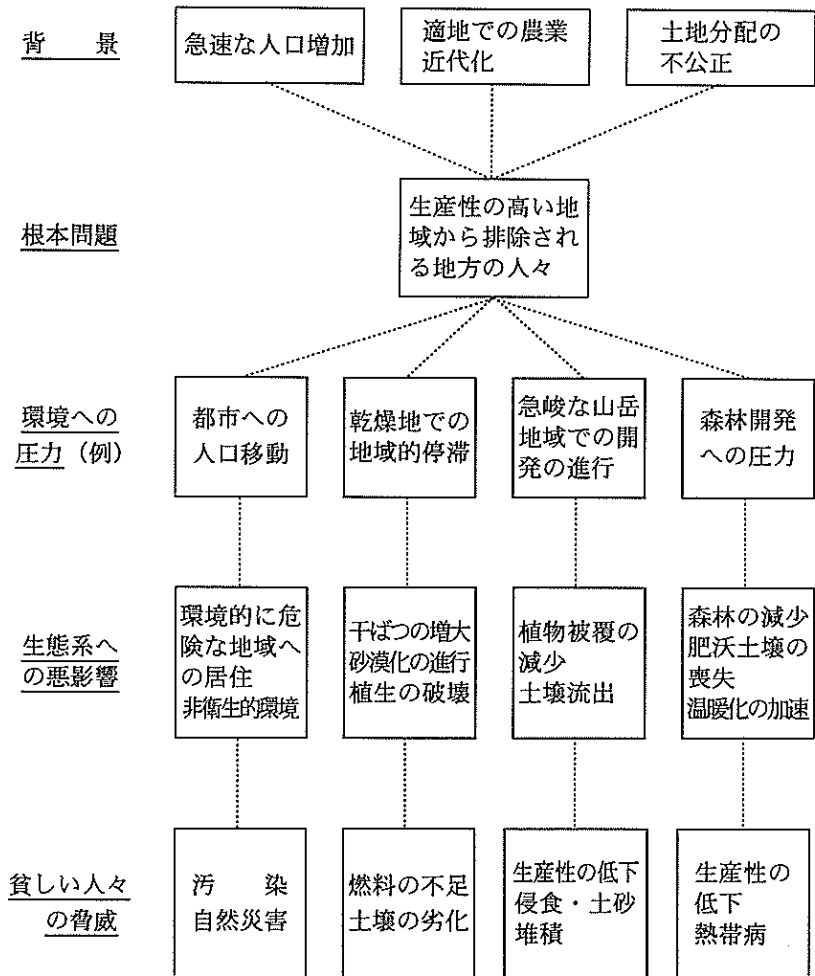 背　景
急速な人口増加
適地での農業
近代化
土地分配の
不公正
根本問題
生産性の高い地
域から排除され
る地方の人々
環境への
圧力（例）
都市への
人口移動
乾燥地での
地域的停滞
急峻な山岳
地域での開
発の進行
森林開発
への圧力
生態系へ
の悪影響
環境的に危
険な地域へ
の居住
非衛生的環境
干ばつの増大
砂漠化の進行
植生の破壊
植物被覆の
減少
土壌流出
森林の減少
肥沃土壌の
喪失
温暖化の加速
貧しい人々
の脅威
汚　染
自然災害
燃料の不足
土壌の劣化
生産性の低下
侵食・土砂
堆積
生産性の
低下
熱帯病